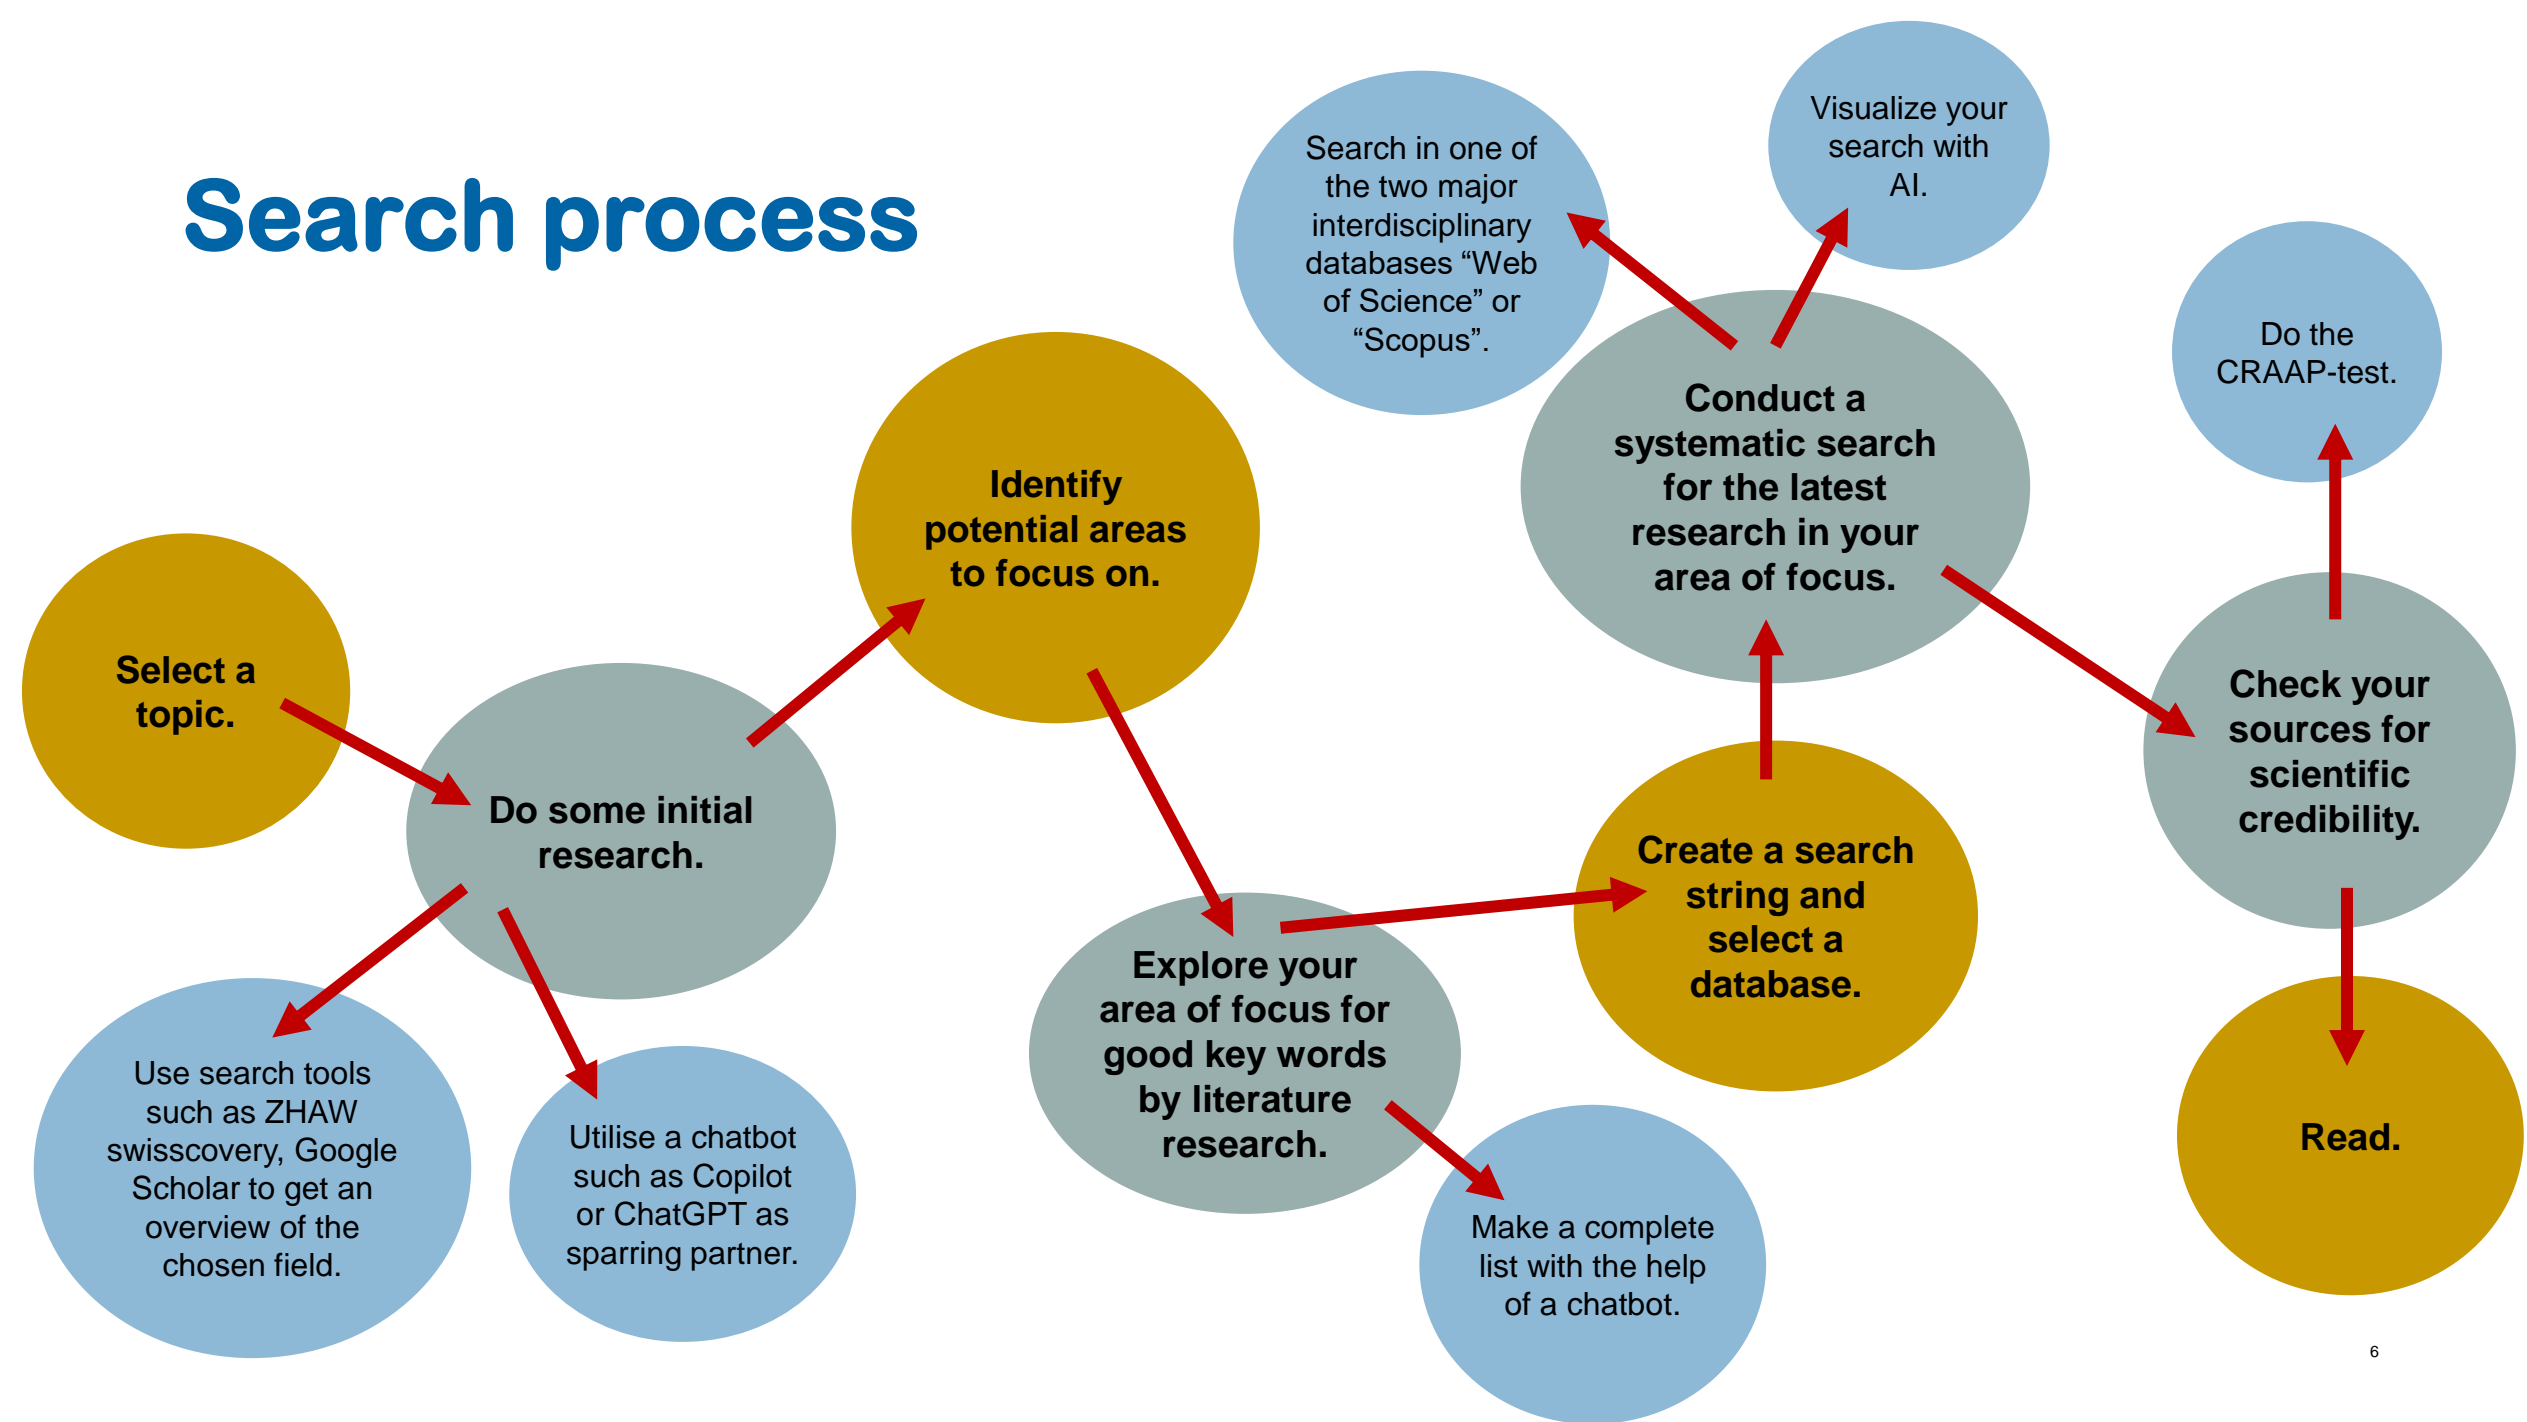 Search process
Select a
topic.
Do some initial
research.
Use search tools
such as ZHAW
swisscovery, Google
Scholar to get an
overview of the
chosen field.
Utilise a chatbot
such as Copilot
or ChatGPT as
sparring partner.
Identify
potential areas
to focus on.
Explore your
area of focus for
good key words
by literature
research.
Make a complete
list with the help
of a chatbot.
Create a search
string and
select a
database.
Conduct a
systematic search
for the latest
research in your
area of focus.
Search in one of
the two major
interdisciplinary
databases “Web
of Science” or
“Scopus”.
Visualize your
search with
AI.
Check your
sources for
scientific
credibility.
Do the
CRAAP-test.
Read.
6